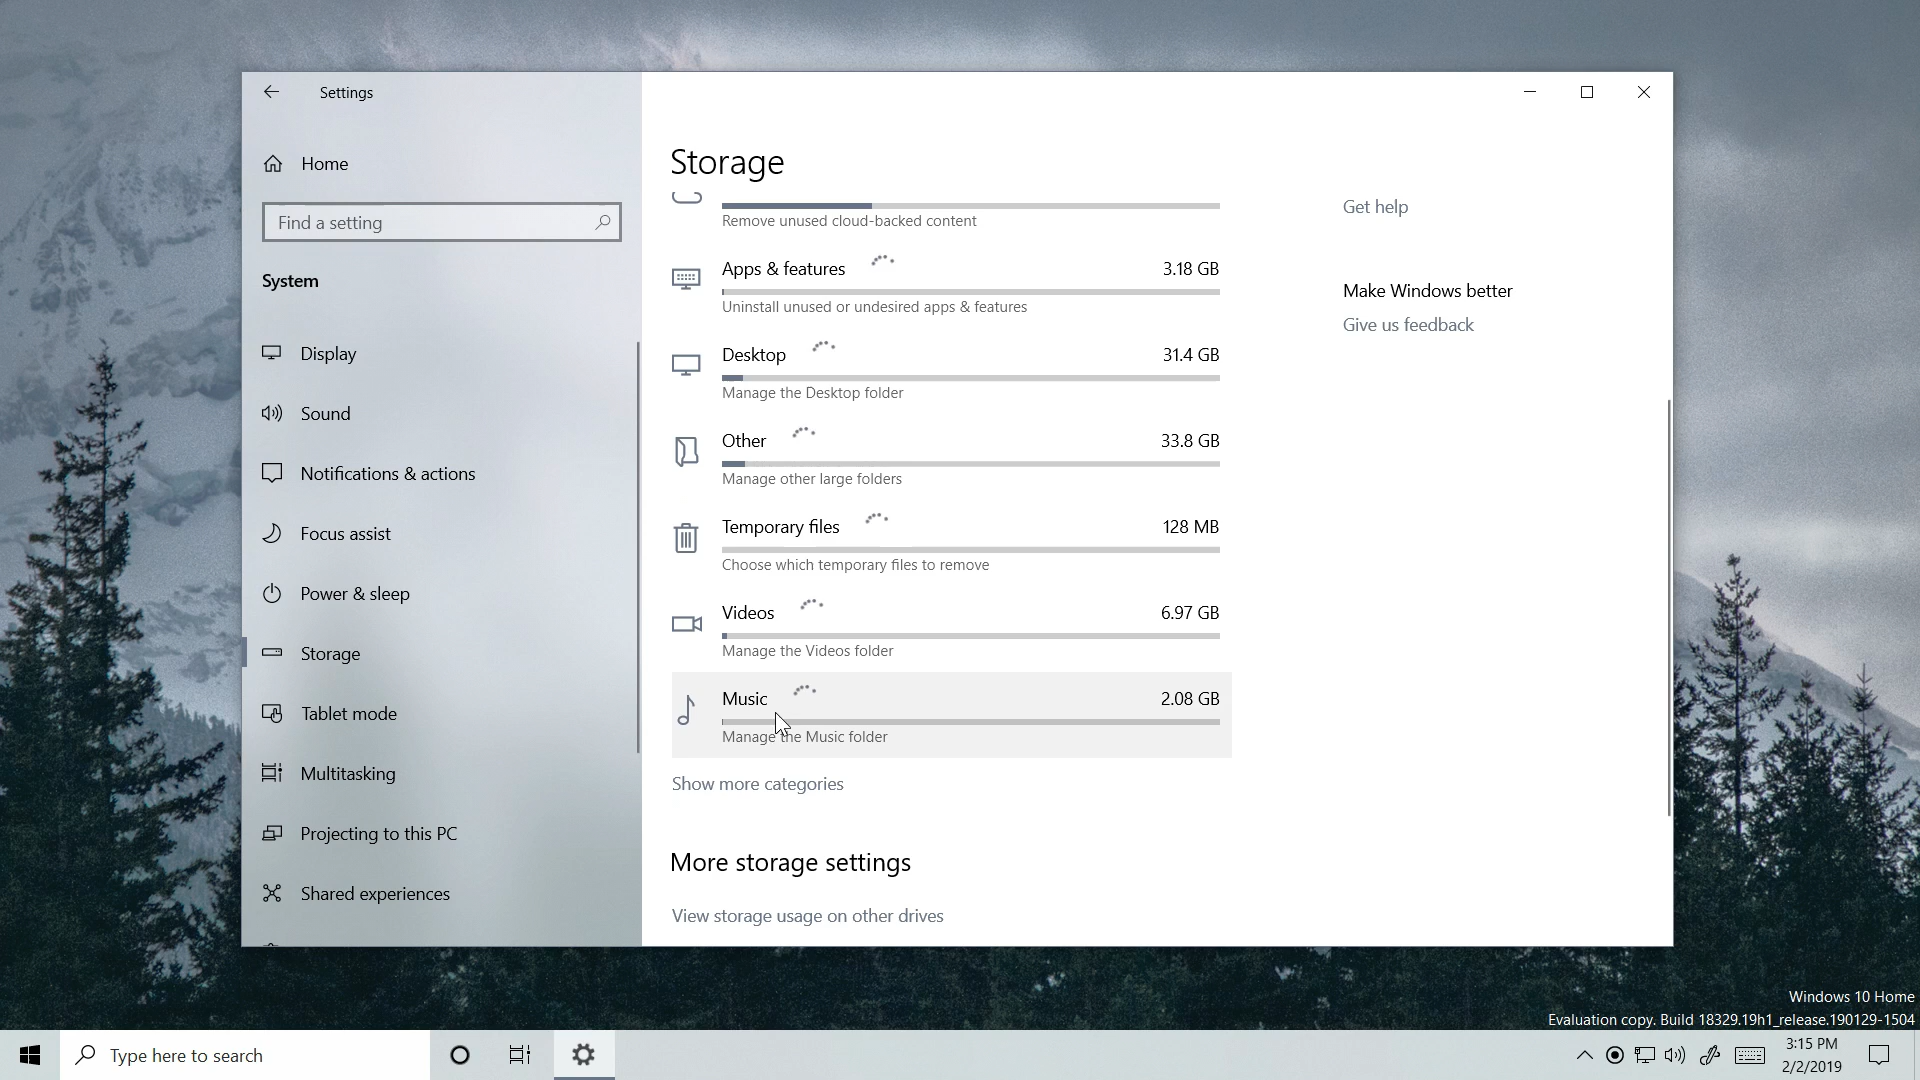 Settings
Home
Find a setting
System
Display
Sound
Notifications & actions
Focus assist
Power & sleep
Storage
Tablet mode
Multitasking
Projecting to this PC
Shared experiences
Storage
Remove unused cloud-backed content
Apps & features 3.18 GB
Uninstall unused or undesired apps & features
Desktop 31.4 GB
Manage the Desktop folder
Other 33.8 GB
Manage other large folders
Temporary files 128 MB
Choose which temporary files to remove
Videos 6.97 GB
Manage the Videos folder
Music 2.08 GB
Manage the Music folder
Show more categories
More storage settings
View storage usage on other drives
Get help
Make Windows better
Give us feedback
Windows 10 Home
Evaluation copy. Build 18329.19h1_release.190129-1504
Type here to search
3:15 PM
2/2/2019